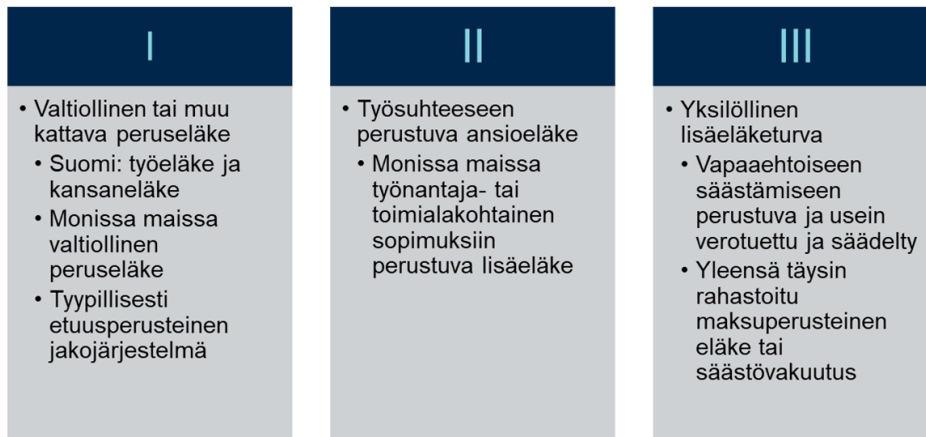 I
• Valtiollinen tai muu
kattava peruseläke
• Suomi: työeläke ja
kansaneläke
• Monissa maissa
valtiollinen
peruseläke
• Tyypillisesti
etuusperusteinen
jakojärjestelmä
II
• Työsuhteeseen
perustuva ansioeläke
• Monissa maissa
työnantaja- tai
toimialakohtainen
sopimuksiin
perustuva lisäeläke
III
• Yksilöllinen
lisäeläketurva
• Vapaaehtoiseen
säästämiseen
perustuva ja usein
verotuettu ja säädelty
• Yleensä täysin
rahastoitu
maksuperusteinen
eläke tai
säästövakuutus